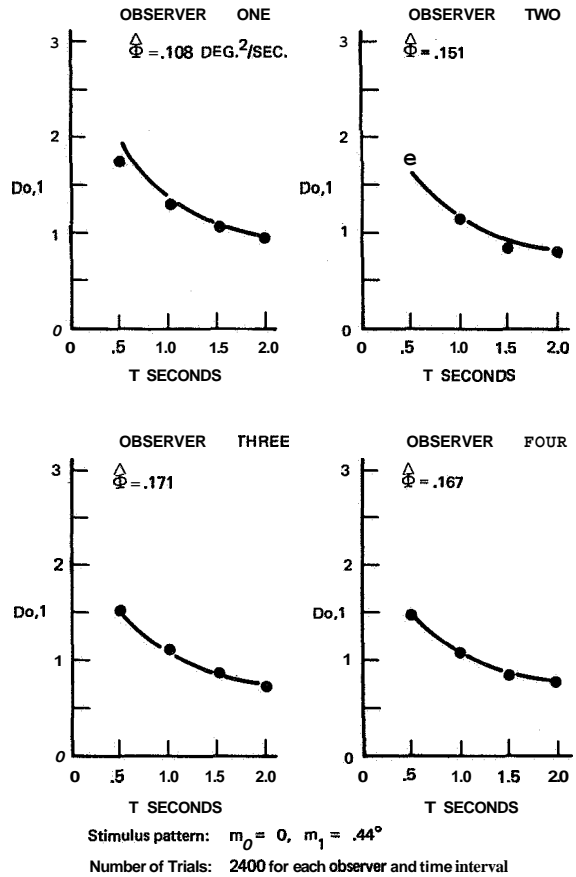 OBSERVER ONE
Φ̂ = .108 DEG.²/SEC.
3
2
Do,1
1
0
0 .5 1.0 1.5 2.0
T SECONDS
OBSERVER TWO
Φ̂ = .151
3
2
e
Do,1
1
0
0 .5 1.0 1.5 2.0
T SECONDS
OBSERVER THREE
Φ̂ = .171
3
2
Do,1
1
0
0 .5 1.0 1.5 2.0
T SECONDS
OBSERVER FOUR
Φ̂ = .167
3
2
Do,1
1
0
0 .5 1.0 1.5 2.0
T SECONDS
Stimulus pattern: m₀ = 0, m₁ = .44°
Number of Trials: 2400 for each observer and time interval